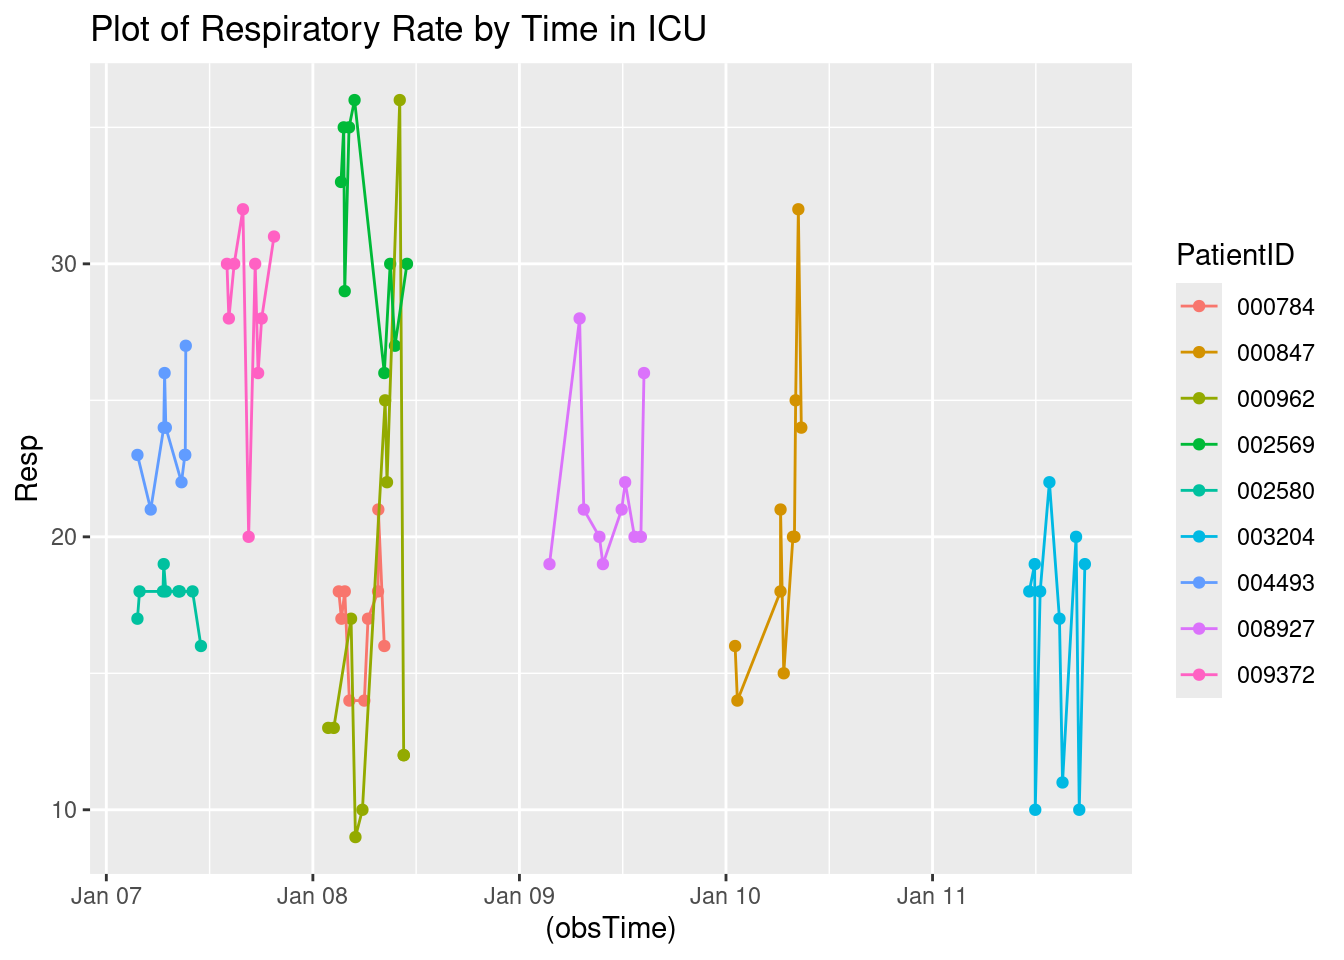 Plot of Respiratory Rate by Time in ICU
Resp
30
20
10
Jan 07
Jan 08
Jan 09
Jan 10
Jan 11
(obsTime)
PatientID
000784
000847
000962
002569
002580
003204
004493
008927
009372